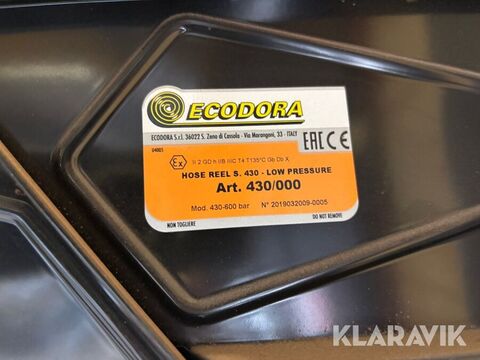 ECODORA
ECODORA S.r.l. 36022 S. Zeno di Cassola - Via Marangoni, 33 - ITALY
U4001
EAC CE
Ex II 2 GD h IIB IIIC T4 T135°C Gb Db X
HOSE REEL S. 430 - LOW PRESSURE
Art. 430/000
Mod. 430-600 bar N° 2019032009-0005
NON TOGLIERE DO NOT REMOVE
KLARAVIK